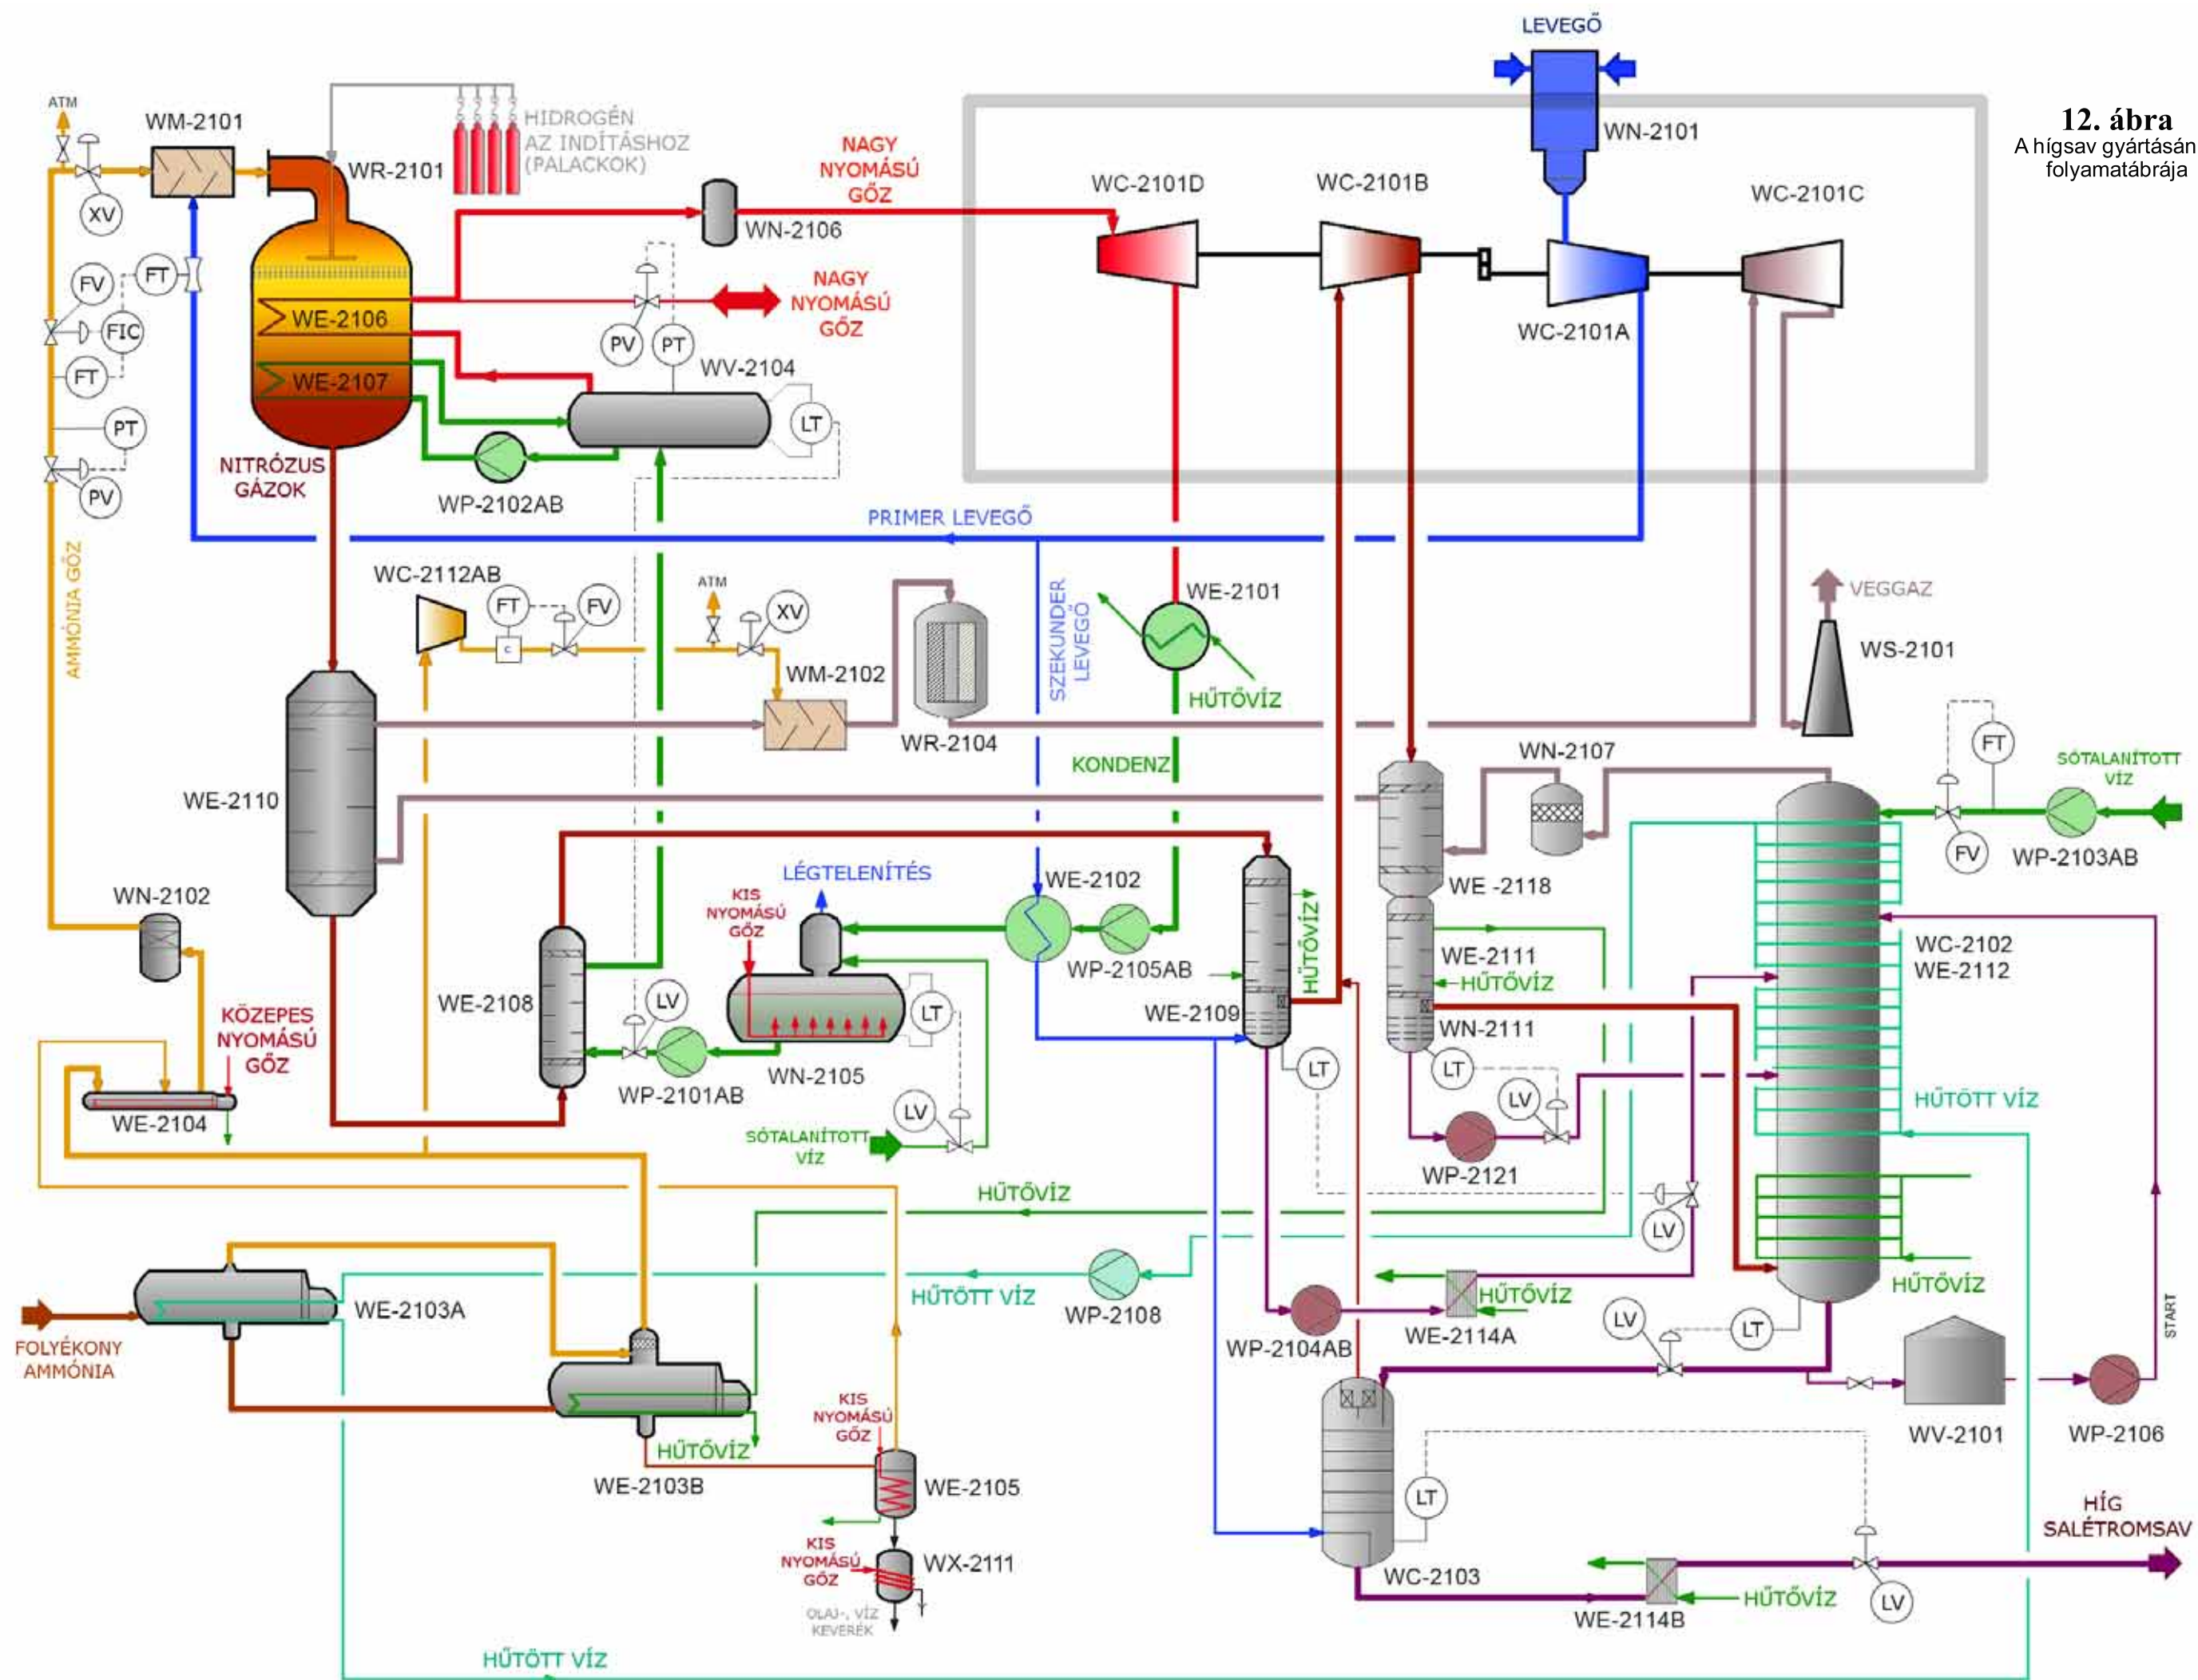 12. ábra
A hígsav gyártásán
folyamatábrája
LEVEGŐ
WN-2101
ATM
WM-2101
XV
WR-2101
HIDROGÉN
AZ INDÍTÁSHOZ
(PALACKOK)
NAGY
NYOMÁSÚ
GŐZ
WN-2106
WC-2101D
WC-2101B
WC-2101C
WC-2101A
FV
FT
FIC
FT
WE-2106
NAGY
NYOMÁSÚ
GŐZ
PV
PT
WV-2104
WE-2107
LT
PT
PV
NITRÓZUS
GÁZOK
WP-2102AB
PRIMER LEVEGŐ
AMMÓNIA GŐZ
WC-2112AB
FT
FV
C
ATM
XV
WM-2102
WR-2104
SZEKUNDER
LEVEGŐ
WE-2101
HŰTŐVÍZ
KONDENZ
VEGGAZ
WS-2101
FT
SÓTALANÍTOTT
VÍZ
WN-2107
FV
WP-2103AB
WE-2110
WE-2102
WE -2118
LÉGTELENÍTÉS
KIS
NYOMÁSÚ
GŐZ
WN-2102
WP-2105AB
HŰTŐVÍZ
WE-2111
HŰTŐVÍZ
WC-2102
WE-2112
WE-2108
LV
LT
WE-2109
WN-2111
KÖZEPES
NYOMÁSÚ
GŐZ
WP-2101AB
WN-2105
LT
LT
LV
HŰTÖTT VÍZ
WE-2104
LV
SÓTALANÍTOTT
VÍZ
WP-2121
HŰTŐVÍZ
LV
HŰTŐVÍZ
WE-2103A
FOLYÉKONY
AMMÓNIA
HŰTÖTT VÍZ
WP-2108
HŰTŐVÍZ
WE-2114A
WP-2104AB
LV
LT
START
WV-2101
WP-2106
KIS
NYOMÁSÚ
GŐZ
HŰTŐVÍZ
WE-2103B
WE-2105
LT
KIS
NYOMÁSÚ
GŐZ
WX-2111
OLAJ-, VÍZ
KEVERÉK
WC-2103
HÍG
SALÉTROMSAV
WE-2114B
HŰTŐVÍZ
LV
HŰTÖTT VÍZ